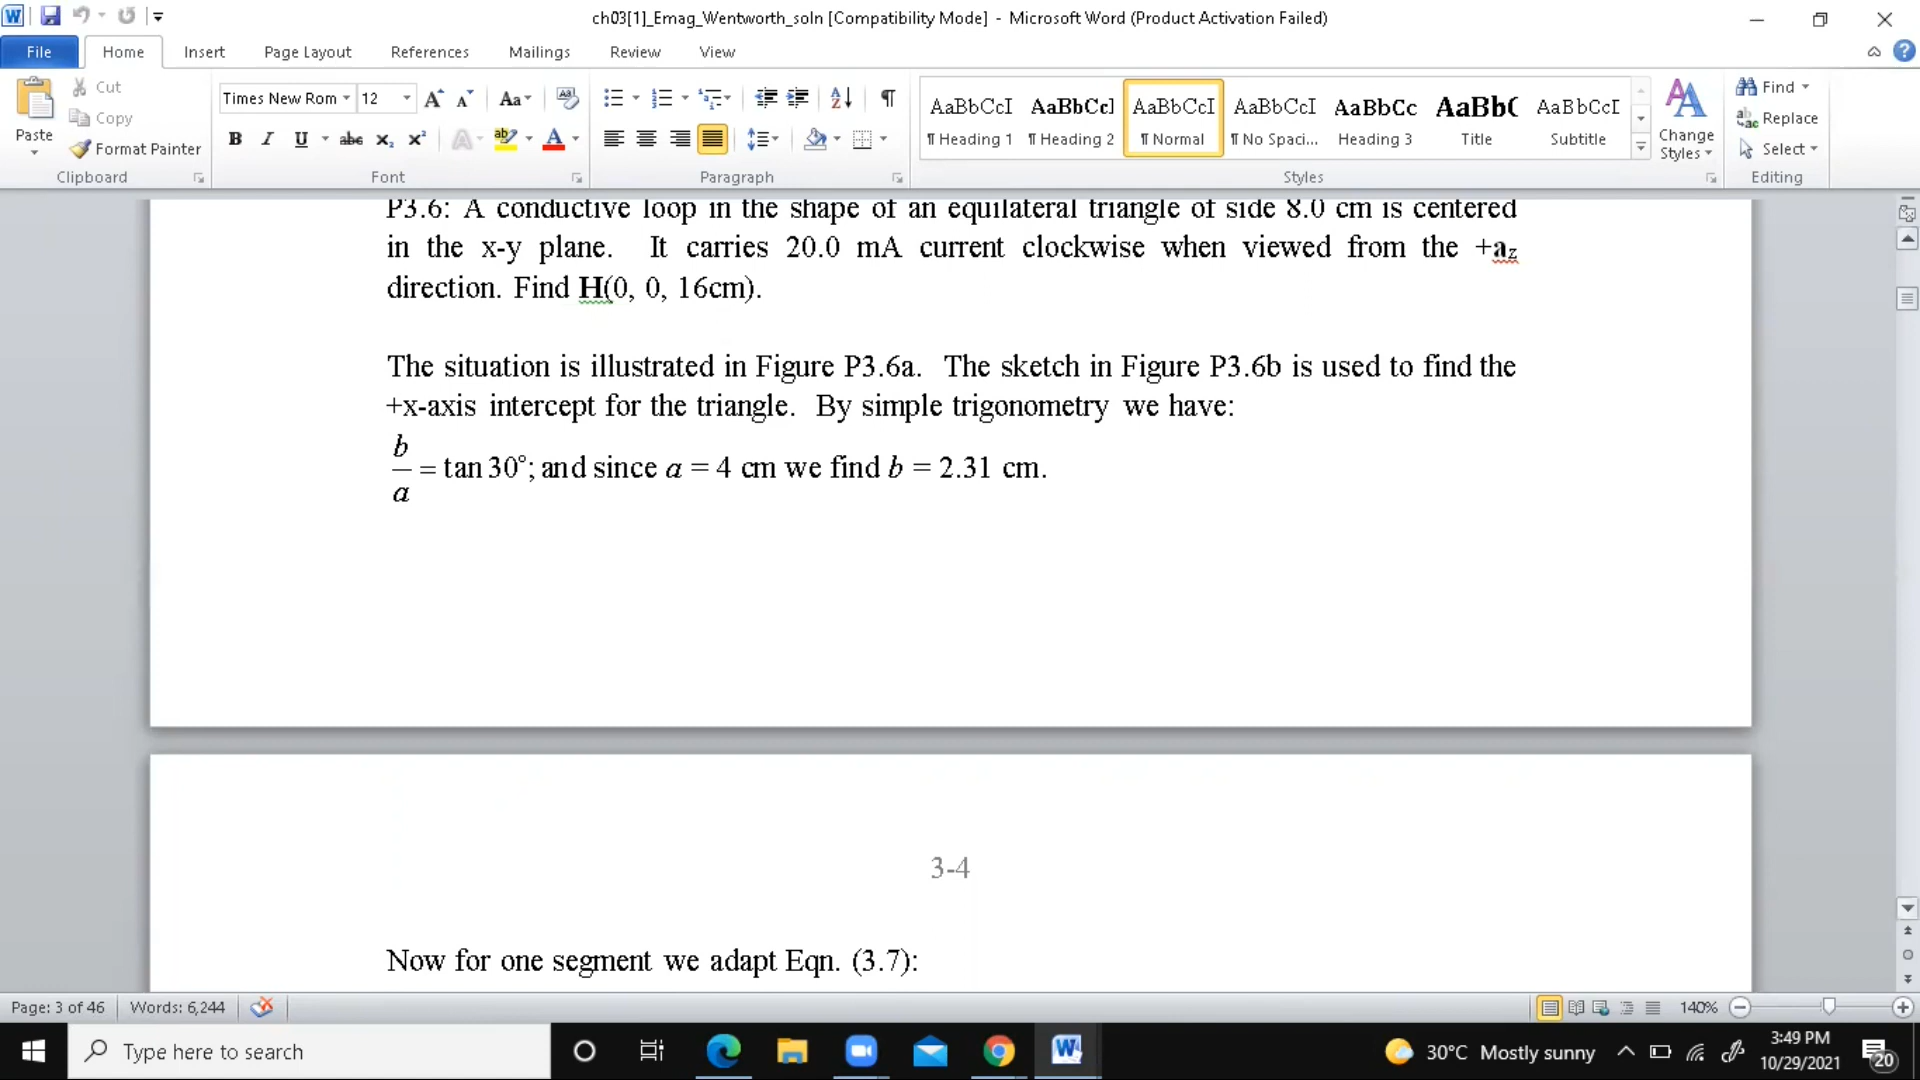 ch03[1]_Emag_Wentworth_soln [Compatibility Mode] - Microsoft Word (Product Activation Failed)
File Home Insert Page Layout References Mailings Review View
Paste
Cut
Copy
Format Painter
Clipboard
Times New Rom 12
Font
Paragraph
AaBbCcI AaBbCcI AaBbCcI AaBbCcI AaBbCc AaBb( AaBbCcI
¶ Heading 1 ¶ Heading 2 ¶ Normal ¶ No Spaci... Heading 3 Title Subtitle
Change Styles
Styles
Find
Replace
Select
Editing
P3.6: A conductive loop in the shape of an equilateral triangle of side 8.0 cm is centered
in the x-y plane. It carries 20.0 mA current clockwise when viewed from the +az
direction. Find H(0, 0, 16cm).
The situation is illustrated in Figure P3.6a. The sketch in Figure P3.6b is used to find the
+x-axis intercept for the triangle. By simple trigonometry we have:
b/a = tan 30°; and since a = 4 cm we find b = 2.31 cm.
3-4
Now for one segment we adapt Eqn. (3.7):
Page: 3 of 46 Words: 6,244 140%
Type here to search
30°C Mostly sunny
3:49 PM
10/29/2021
20